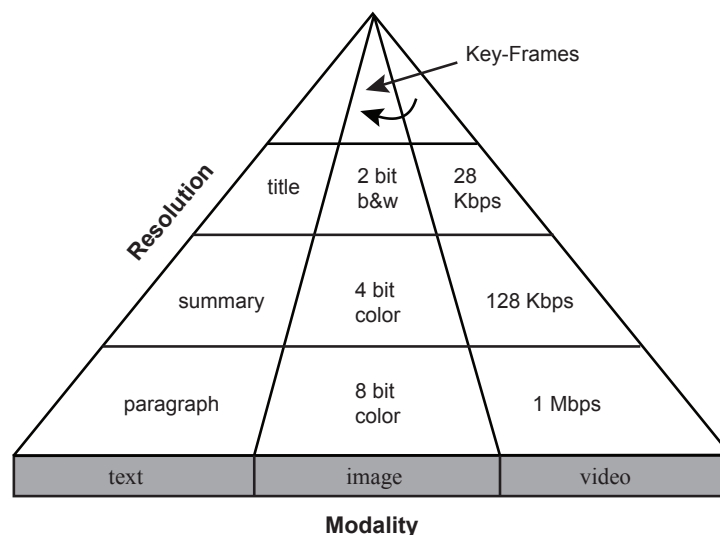 Key-Frames
Resolution
title
2 bit
b&w
28
Kbps
summary
4 bit
color
128 Kbps
paragraph
8 bit
color
1 Mbps
text
image
video
Modality